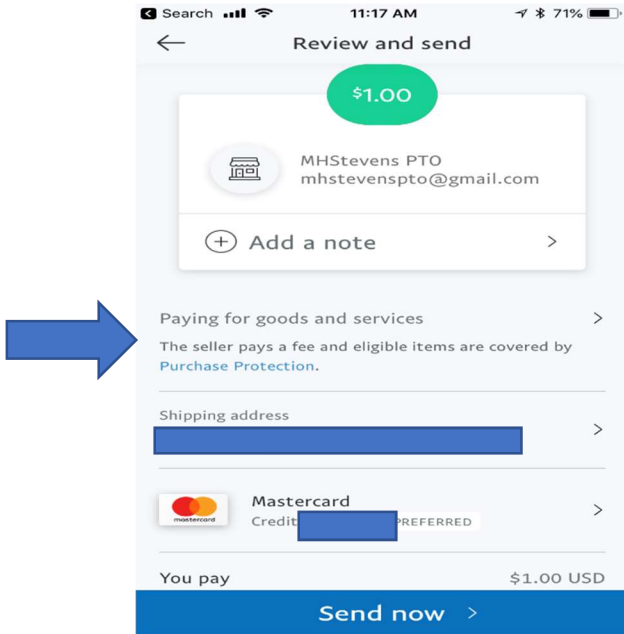 Search 11:17 AM 71%
Review and send
$1.00
MHStevens PTO
mhstevenspto@gmail.com
Add a note
Paying for goods and services
The seller pays a fee and eligible items are covered by
Purchase Protection.
Shipping address
mastercard
Mastercard
Credit PREFERRED
You pay $1.00 USD
Send now